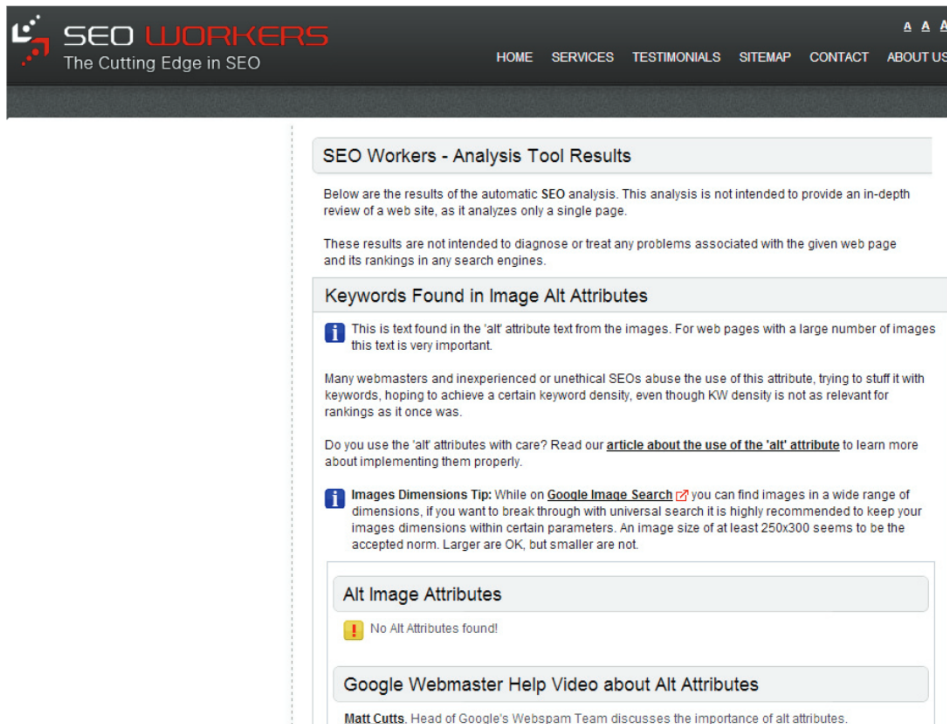 SEO WORKERS
The Cutting Edge in SEO
A A A
HOME SERVICES TESTIMONIALS SITEMAP CONTACT ABOUT US
SEO Workers - Analysis Tool Results
Below are the results of the automatic SEO analysis. This analysis is not intended to provide an in-depth
review of a web site, as it analyzes only a single page.
These results are not intended to diagnose or treat any problems associated with the given web page
and its rankings in any search engines.
Keywords Found in Image Alt Attributes
This is text found in the 'alt' attribute text from the images. For web pages with a large number of images
this text is very important.
Many webmasters and inexperienced or unethical SEOs abuse the use of this attribute, trying to stuff it with
keywords, hoping to achieve a certain keyword density, even though KW density is not as relevant for
rankings as it once was.
Do you use the 'alt' attributes with care? Read our article about the use of the 'alt' attribute to learn more
about implementing them properly.
Images Dimensions Tip: While on Google Image Search you can find images in a wide range of
dimensions, if you want to break through with universal search it is highly recommended to keep your
images dimensions within certain parameters. An image size of at least 250x300 seems to be the
accepted norm. Larger are OK, but smaller are not.
Alt Image Attributes
No Alt Attributes found!
Google Webmaster Help Video about Alt Attributes
Matt Cutts, Head of Google's Webspam Team discusses the importance of alt attributes.